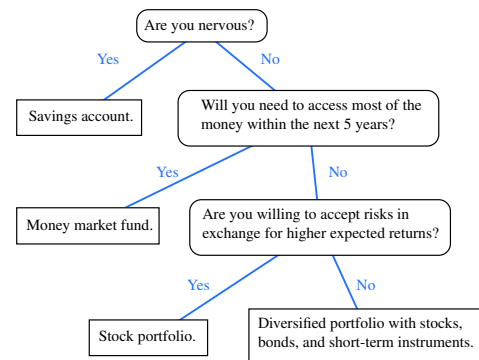 Are you nervous?
Yes
No
Savings account.
Will you need to access most of the
money within the next 5 years?
Yes
No
Money market fund.
Are you willing to accept risks in
exchange for higher expected returns?
Yes
No
Stock portfolio.
Diversified portfolio with stocks,
bonds, and short-term instruments.